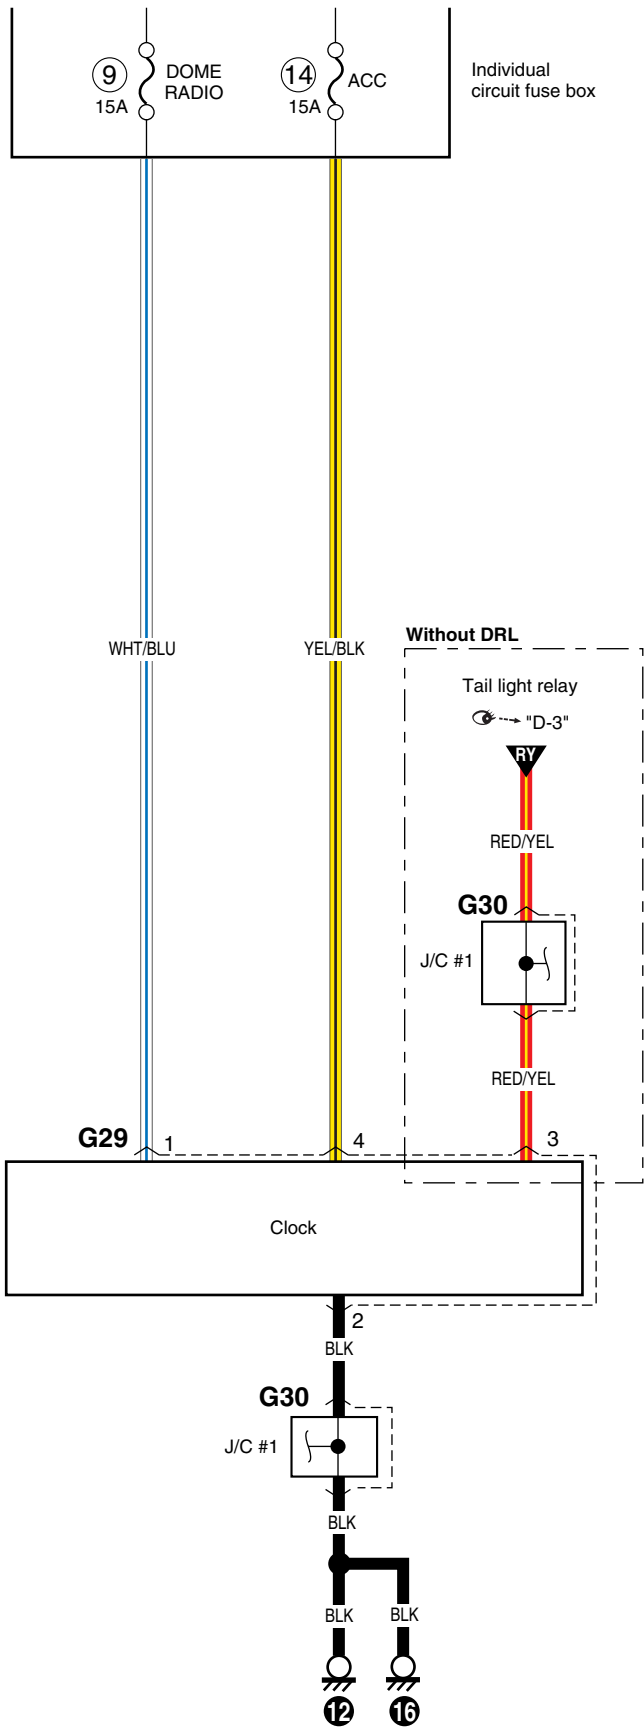 9
15A
DOME
RADIO
14
15A
ACC
Individual
circuit fuse box
WHT/BLU
YEL/BLK
Without DRL
Tail light relay
"D-3"
RY
RED/YEL
G30
J/C #1
RED/YEL
G29
1
4
3
Clock
2
BLK
G30
J/C #1
BLK
BLK
BLK
12
16